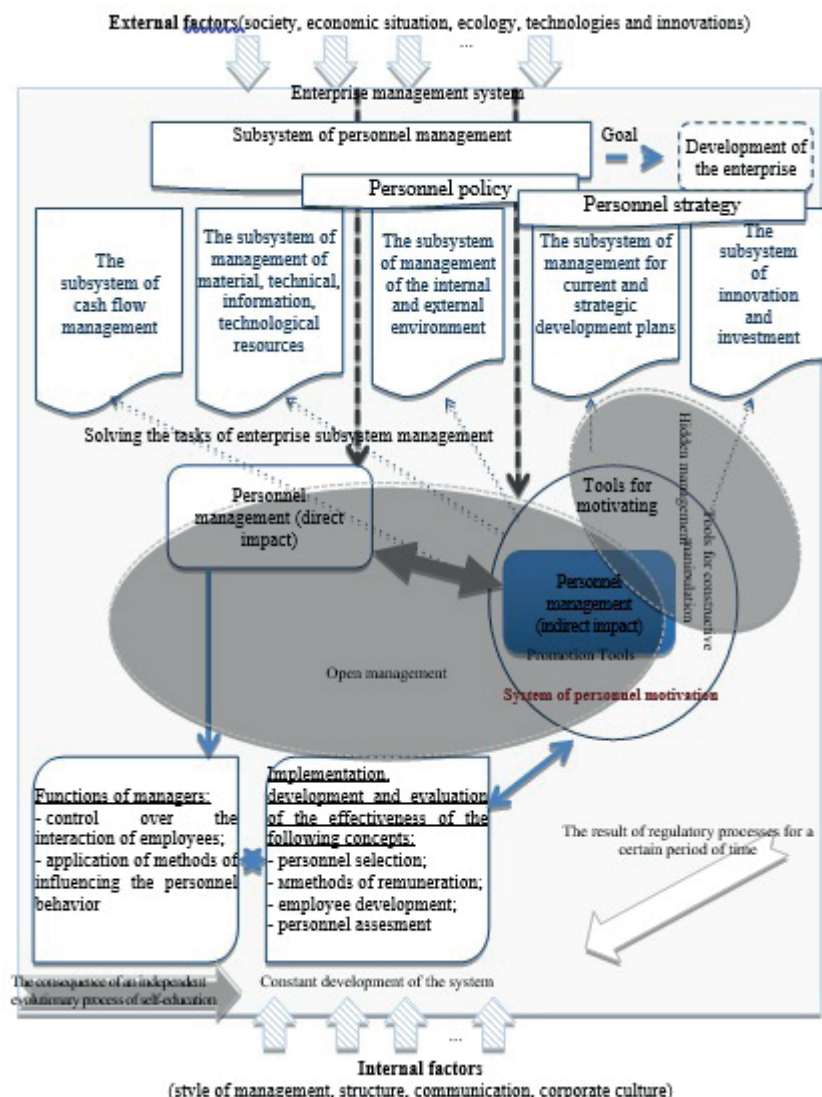 External factors(society, economic situation, ecology, technologies and innovations)
...
Enterprise management system
Subsystem of personnel management
Goal
Development of
the enterprise
Personnel policy
Personnel strategy
The
subsystem of
cash flow
management
The subsystem of
management of
material, technical,
information,
technological
resources
The subsystem
of management
of the internal
and external
environment
The subsystem of
management for
current and
strategic
development plans
The
subsystem
of
innovation
and
investment
Solving the tasks of enterprise subsystem management
Personnel
management (direct
impact)
Tools for
motivating
Hidden management
Tools for constructive
manipulation
Personnel
management
(indirect impact)
Promotion Tools
Open management
System of personnel motivation
Functions of managers:
- control over the
interaction of employees;
- application of methods of
influencing the personnel
behavior
Implementation,
development and evaluation
of the effectiveness of the
following concepts:
- personnel selection;
- мmethods of remuneration;
- employee development;
- personnel assesment
The result of regulatory processes for a
certain period of time
The consequence of an independent
evolutionary process of self-education
Constant development of the system
...
Internal factors
(style of management, structure, communication, corporate culture)